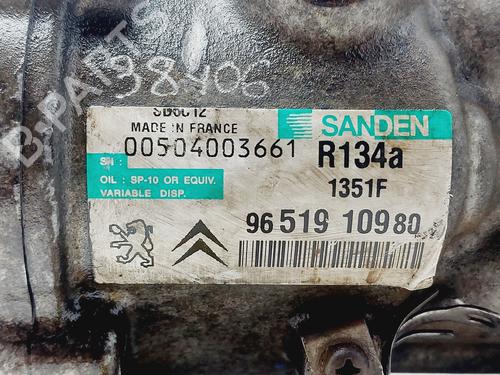 B-PARTS
38406
SD6C12
MADE IN FRANCE
SANDEN
00504003661
R134a
SN :
1351F
OIL : SP-10 OR EQUIV.
VARIABLE DISP.
96 519 109 80